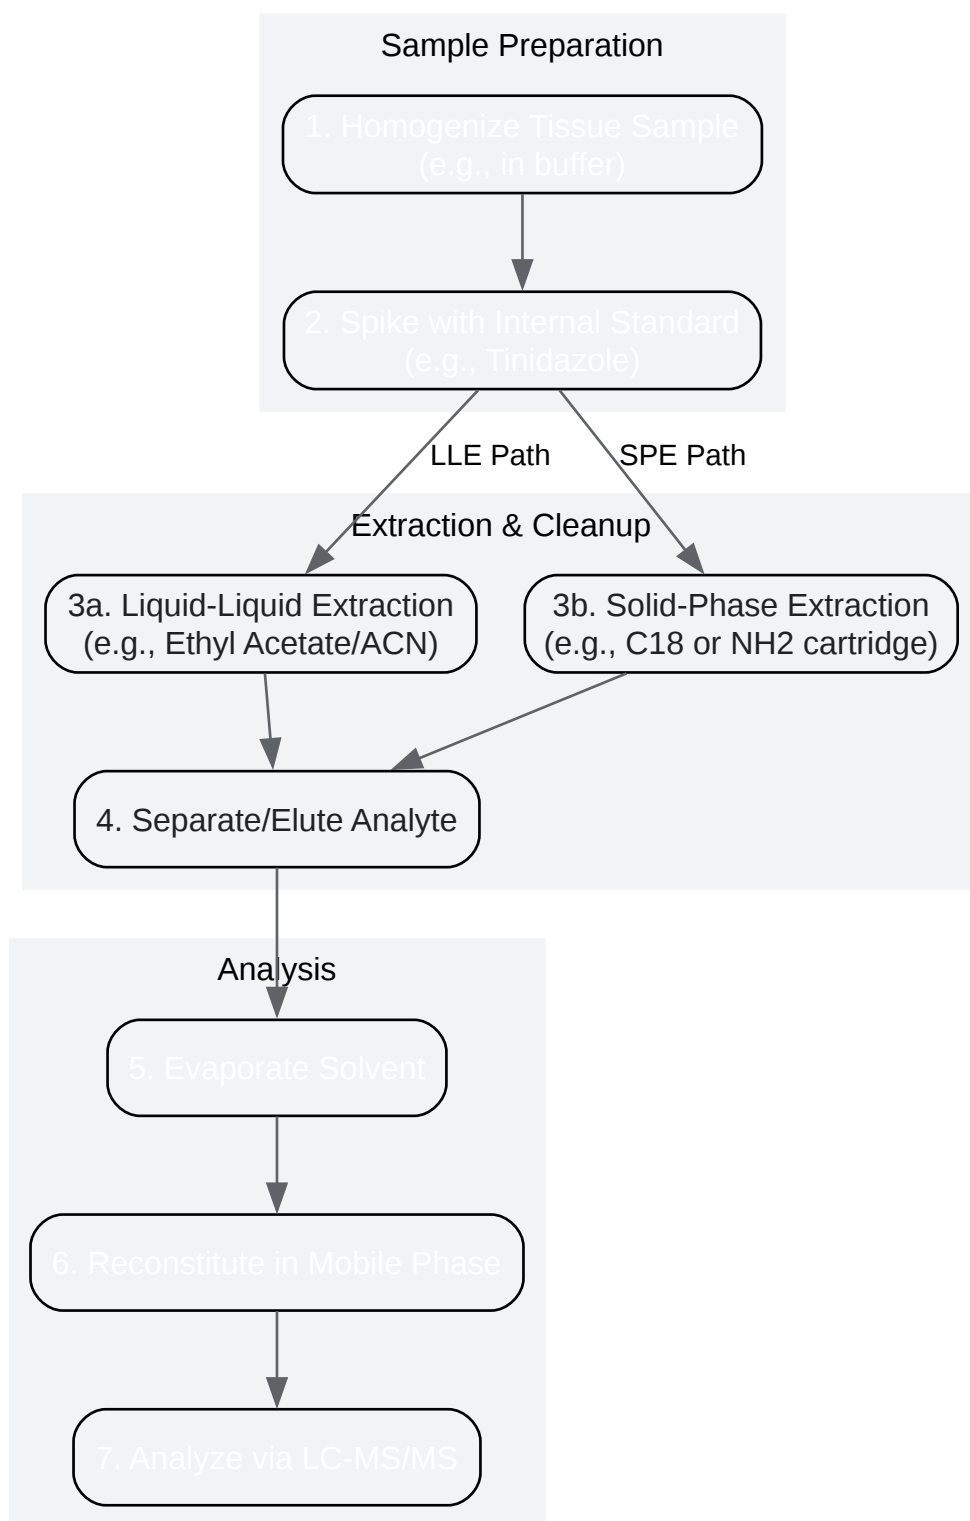 Sample Preparation
1. Homogenize Tissue Sample
(e.g., in buffer)
2. Spike with Internal Standard
(e.g., Tinidazole)
LLE Path
SPE Path
Extraction & Cleanup
3a. Liquid-Liquid Extraction
(e.g., Ethyl Acetate/ACN)
3b. Solid-Phase Extraction
(e.g., C18 or NH2 cartridge)
4. Separate/Elute Analyte
Analysis
5. Evaporate Solvent
6. Reconstitute in Mobile Phase
7. Analyze via LC-MS/MS